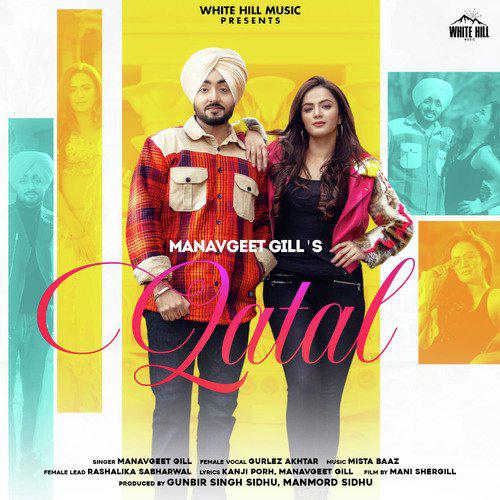 WHITE HILL MUSIC
PRESENTS
WHITE HILL
MUSIC
MANAVGEET GILL'S
Qatal
SINGER MANAVGEET GILL FEMALE VOCAL GURLEZ AKHTAR MUSIC MISTA BAAZ
FEMALE LEAD RASHALIKA SABHARWAL LYRICS KANJI PORH, MANAVGEET GILL FILM BY MANI SHERGILL
PRODUCED BY GUNBIR SINGH SIDHU, MANMORD SIDHU